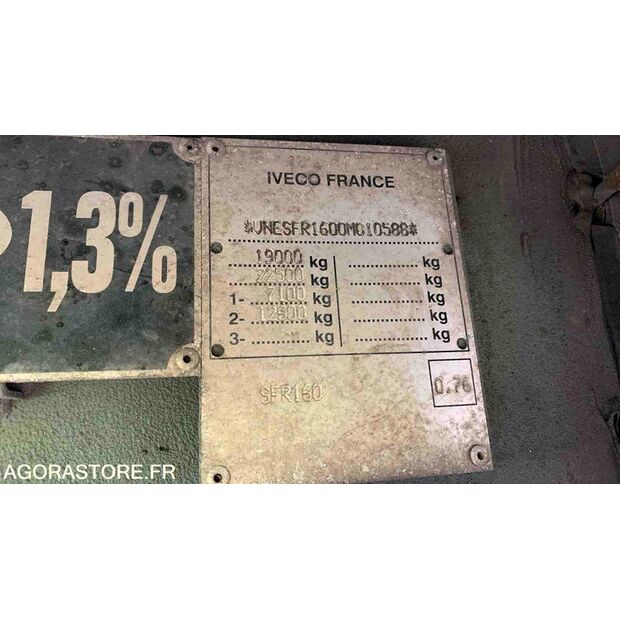 1,3%
IVECO FRANCE
*VNESFR1600M010588*
19000 kg ........ kg
22500 kg ........ kg
1- 7100 kg ........ kg
2- 12500 kg ........ kg
3- ........ kg ........ kg
SFR160
0.76
AGORASTORE.FR